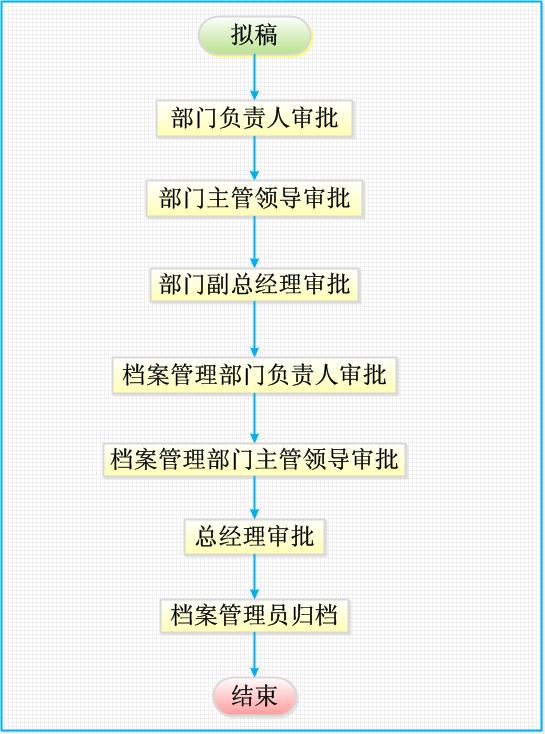 拟稿
部门负责人审批
部门主管领导审批
部门副总经理审批
档案管理部门负责人审批
档案管理部门主管领导审批
总经理审批
档案管理员归档
结束